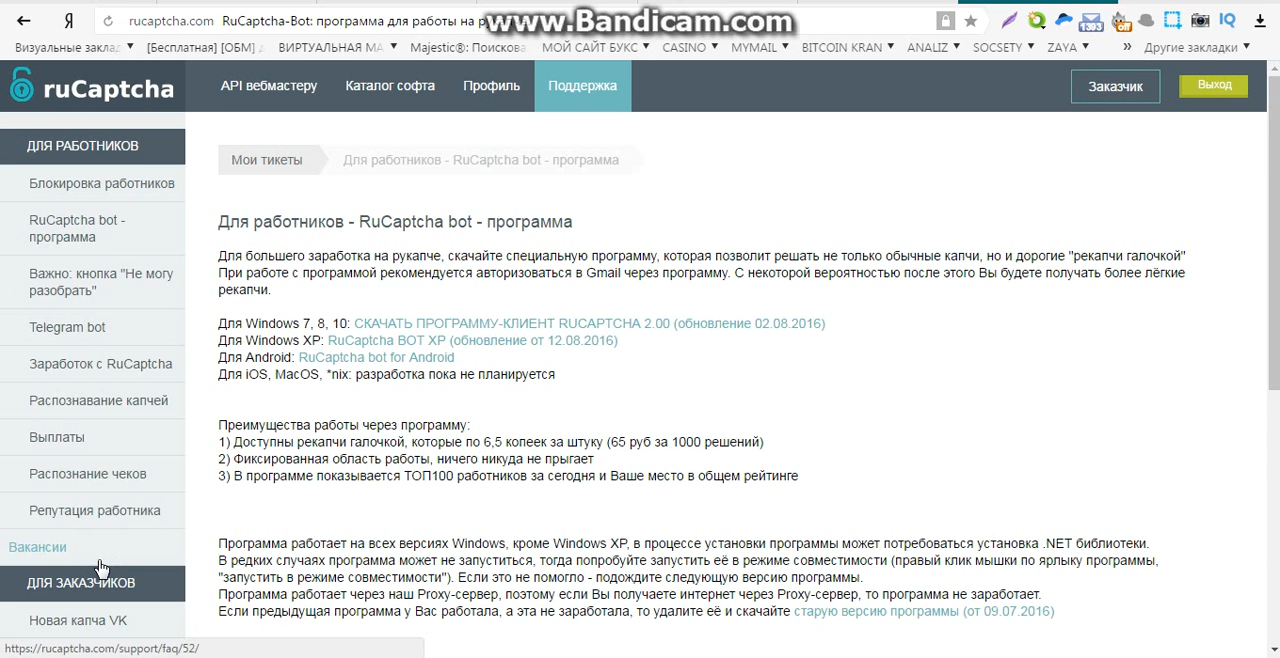 Я
rucaptcha.com RuCaptcha-Bot: программа для работы на
www.Bandicam.com
1393
off
IQ
Визуальные заклад
[Бесплатная] [ОБМ]
ВИРТУАЛЬНАЯ МА
Majestic®: Поискова
МОЙ САЙТ БУКС
CASINO
MYMAIL
BITCOIN KRAN
ANALIZ
SOCSETY
ZAYA
»
Другие закладки
ruCaptcha
API вебмастеру
Каталог софта
Профиль
Поддержка
Заказчик
Выход
ДЛЯ РАБОТНИКОВ
Блокировка работников
RuCaptcha bot -
программа
Важно: кнопка "Не могу
разобрать"
Telegram bot
Заработок с RuCaptcha
Распознавание капчей
Выплаты
Распознание чеков
Репутация работника
Вакансии
ДЛЯ ЗАКАЗЧИКОВ
Новая капча VK
https://rucaptcha.com/support/faq/52/
Мои тикеты
Для работников - RuCaptcha bot - программа
Для работников - RuCaptcha bot - программа
Для большего заработка на рукапче, скачайте специальную программу, которая позволит решать не только обычные капчи, но и дорогие "рекапчи галочкой"
При работе с программой рекомендуется авторизоваться в Gmail через программу. С некоторой вероятностью после этого Вы будете получать более лёгкие
рекапчи.
Для Windows 7, 8, 10: СКАЧАТЬ ПРОГРАММУ-КЛИЕНТ RUCAPTCHA 2.00 (обновление 02.08.2016)
Для Windows XP: RuCaptcha BOT XP (обновление от 12.08.2016)
Для Android: RuCaptcha bot for Android
Для iOS, MacOS, *nix: разработка пока не планируется
Преимущества работы через программу:
1) Доступны рекапчи галочкой, которые по 6,5 копеек за штуку (65 руб за 1000 решений)
2) Фиксированная область работы, ничего никуда не прыгает
3) В программе показывается ТОП100 работников за сегодня и Ваше место в общем рейтинге
Программа работает на всех версиях Windows, кроме Windows XP, в процессе установки программы может потребоваться установка .NET библиотеки.
В редких случаях программа может не запуститься, тогда попробуйте запустить её в режиме совместимости (правый клик мышки по ярлыку программы,
"запустить в режиме совместимости"). Если это не помогло - подождите следующую версию программы.
Программа работает через наш Proxy-сервер, поэтому если Вы получаете интернет через Proxy-сервер, то программа не заработает.
Если предыдущая программа у Вас работала, а эта не заработала, то удалите её и скачайте старую версию программы (от 09.07.2016)